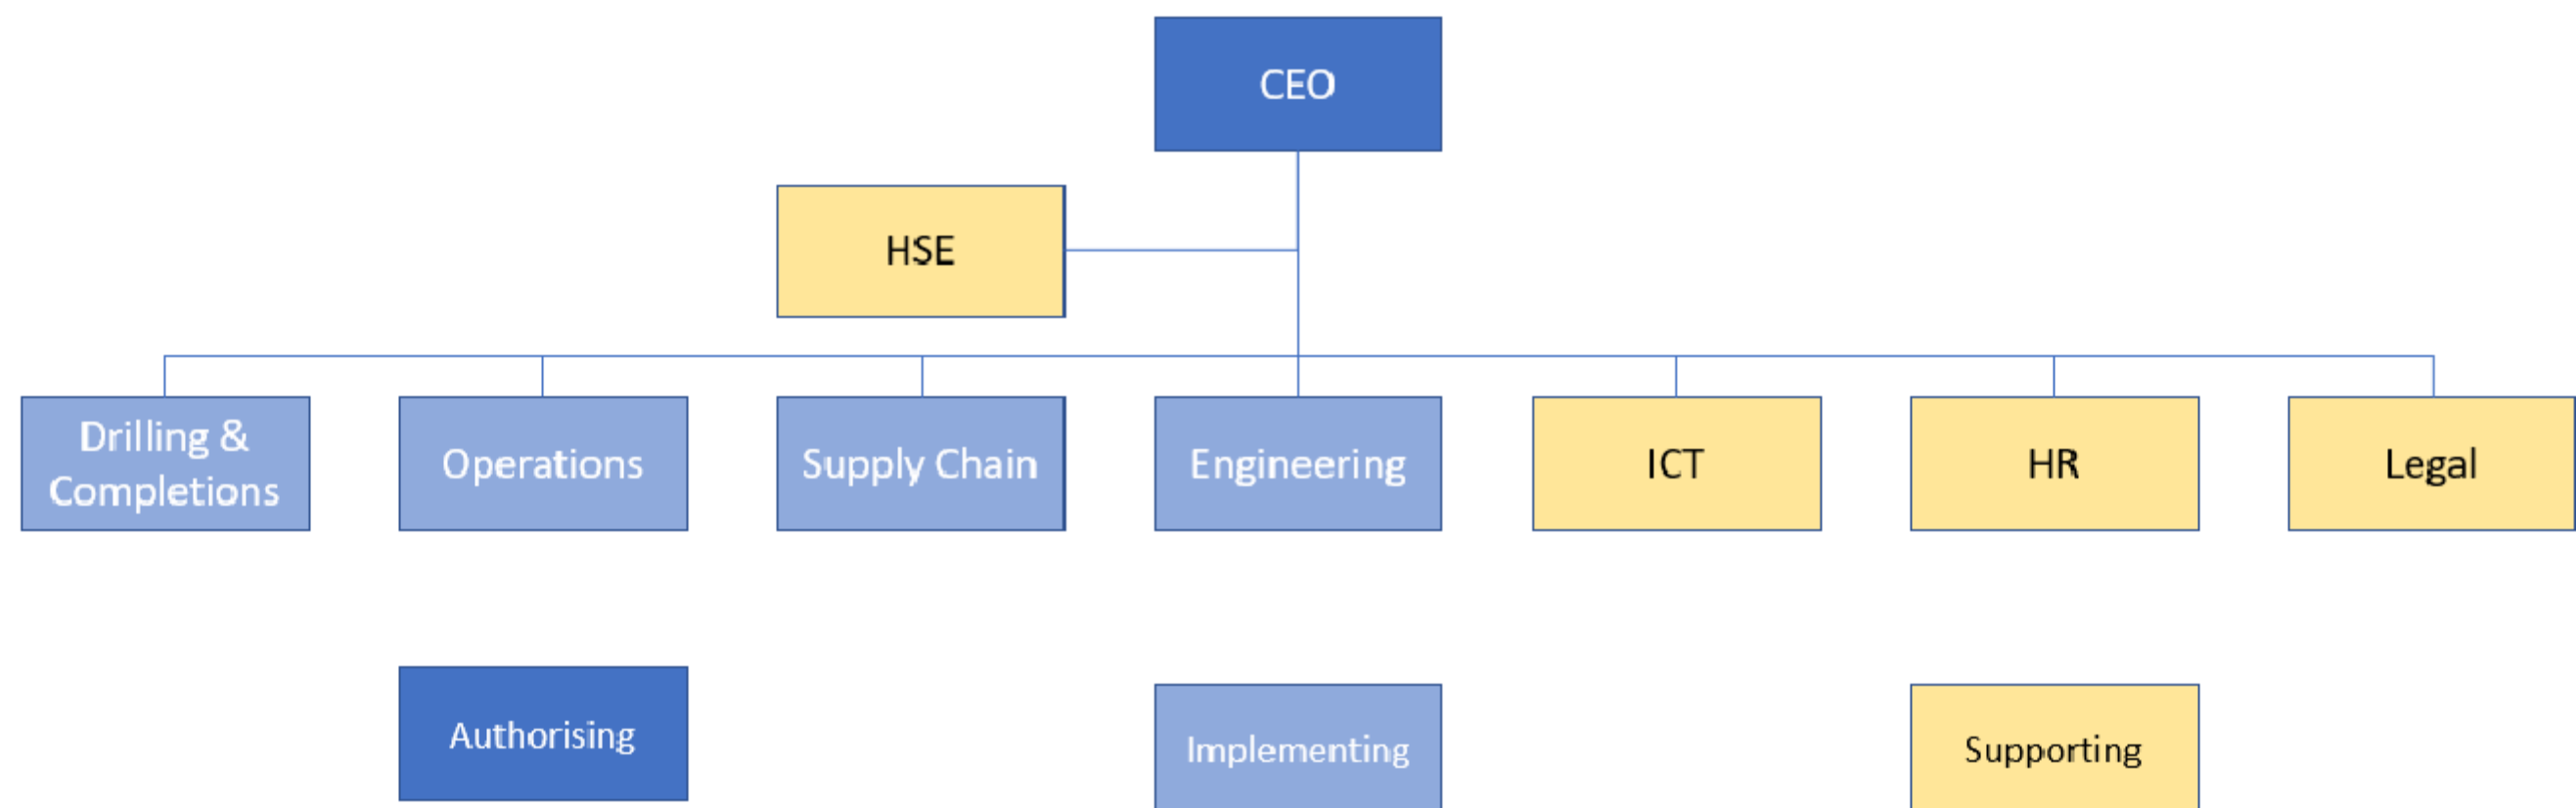 CEO
HSE
Drilling &
Completions
Operations
Supply Chain
Engineering
ICT
HR
Legal
Authorising
Implementing
Supporting